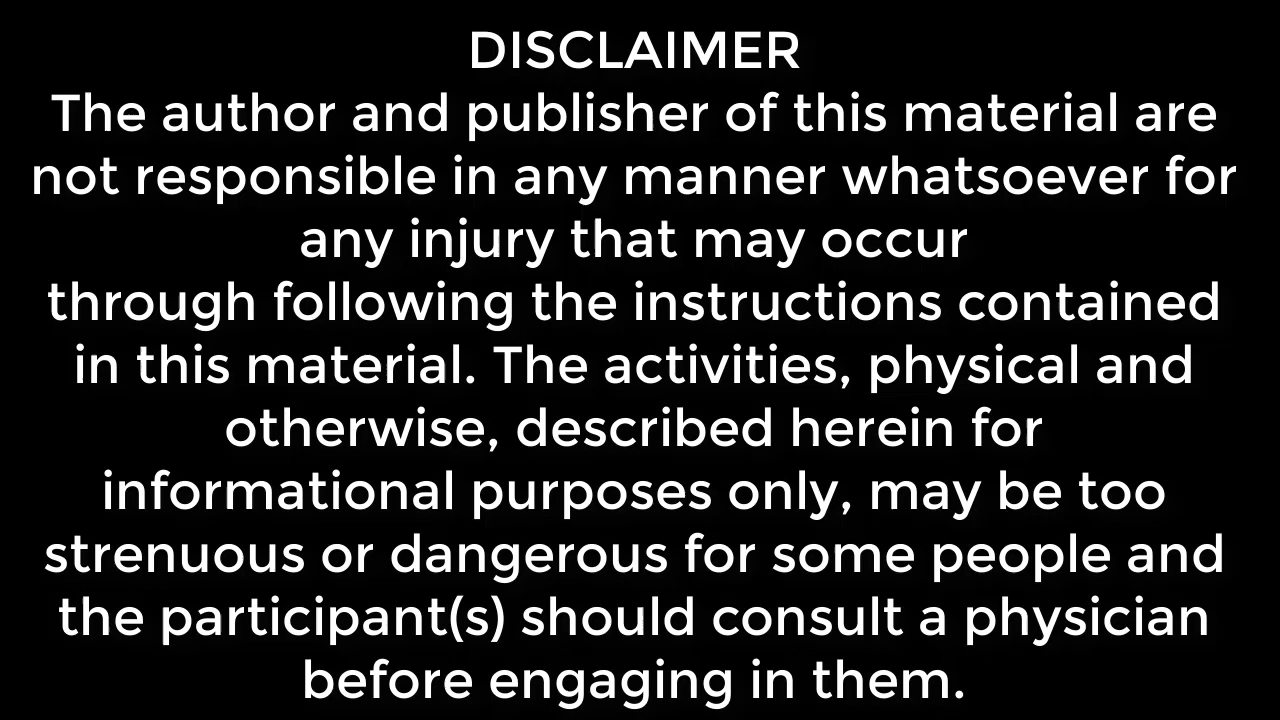 DISCLAIMER
The author and publisher of this material are
not responsible in any manner whatsoever for
any injury that may occur
through following the instructions contained
in this material. The activities, physical and
otherwise, described herein for
informational purposes only, may be too
strenuous or dangerous for some people and
the participant(s) should consult a physician
before engaging in them.